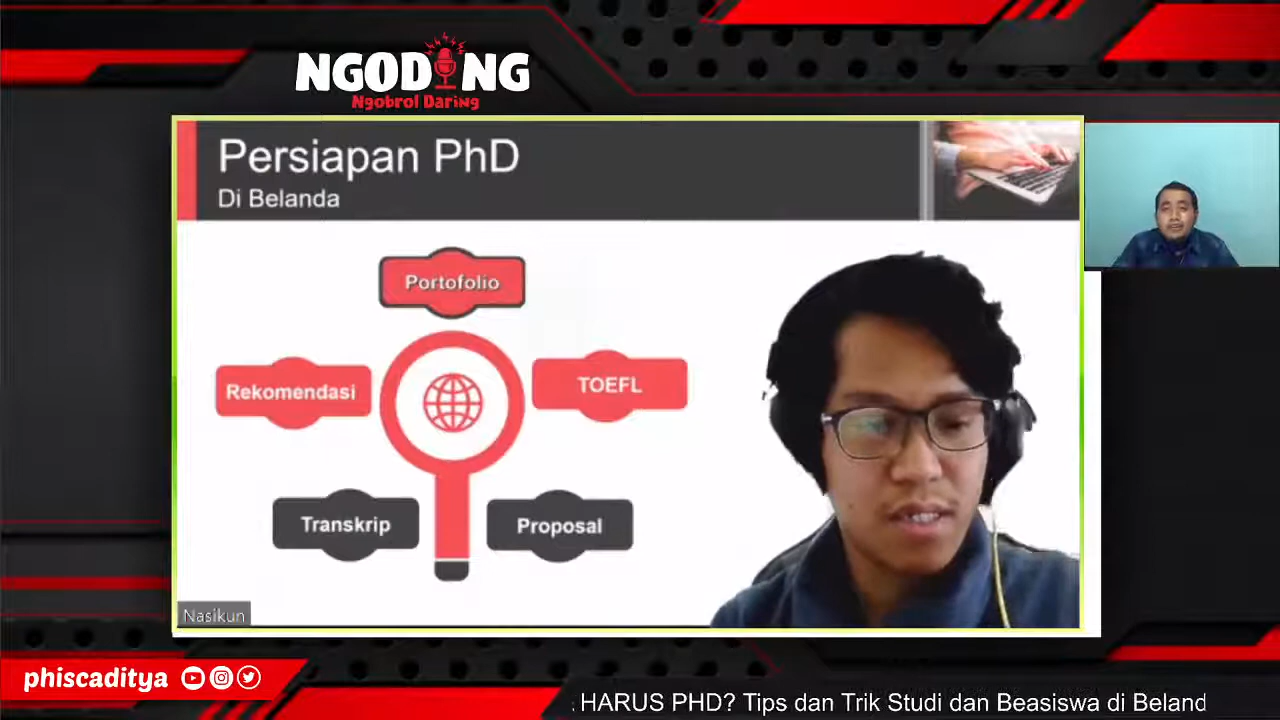 NGODING
Ngobrol Daring
Persiapan PhD
Di Belanda
Portofolio
Rekomendasi
TOEFL
Transkrip
Proposal
Nasikun
phiscaditya
: HARUS PHD? Tips dan Trik Studi dan Beasiswa di Beland